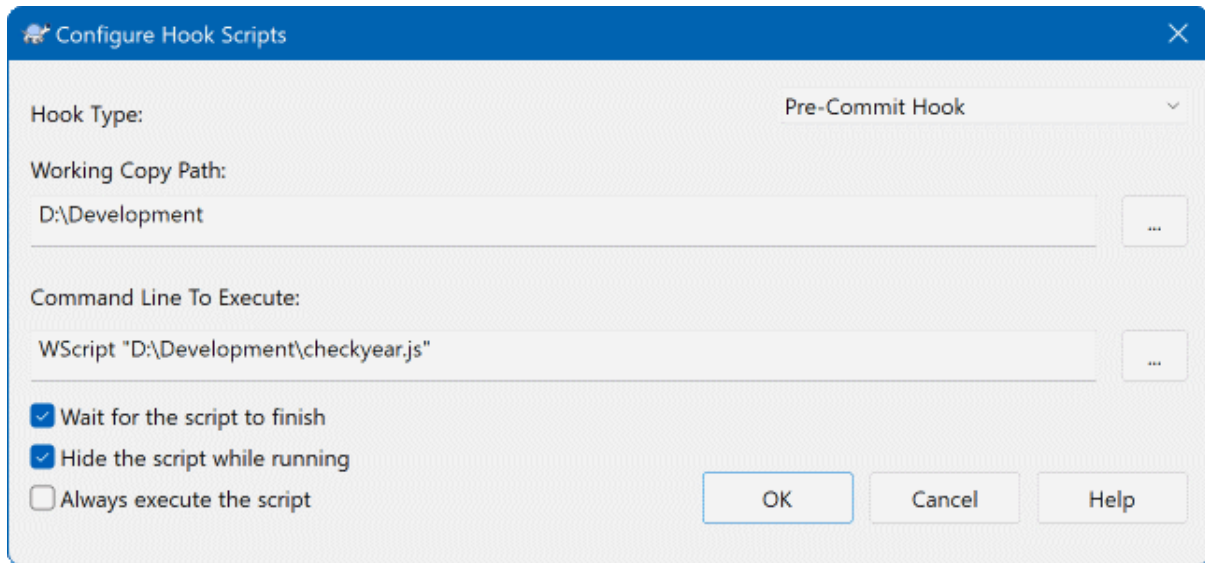 Configure Hook Scripts
Hook Type:
Pre-Commit Hook
Working Copy Path:
D:\Development
...
Command Line To Execute:
WScript "D:\Development\checkyear.js"
...
Wait for the script to finish
Hide the script while running
Always execute the script
OK
Cancel
Help